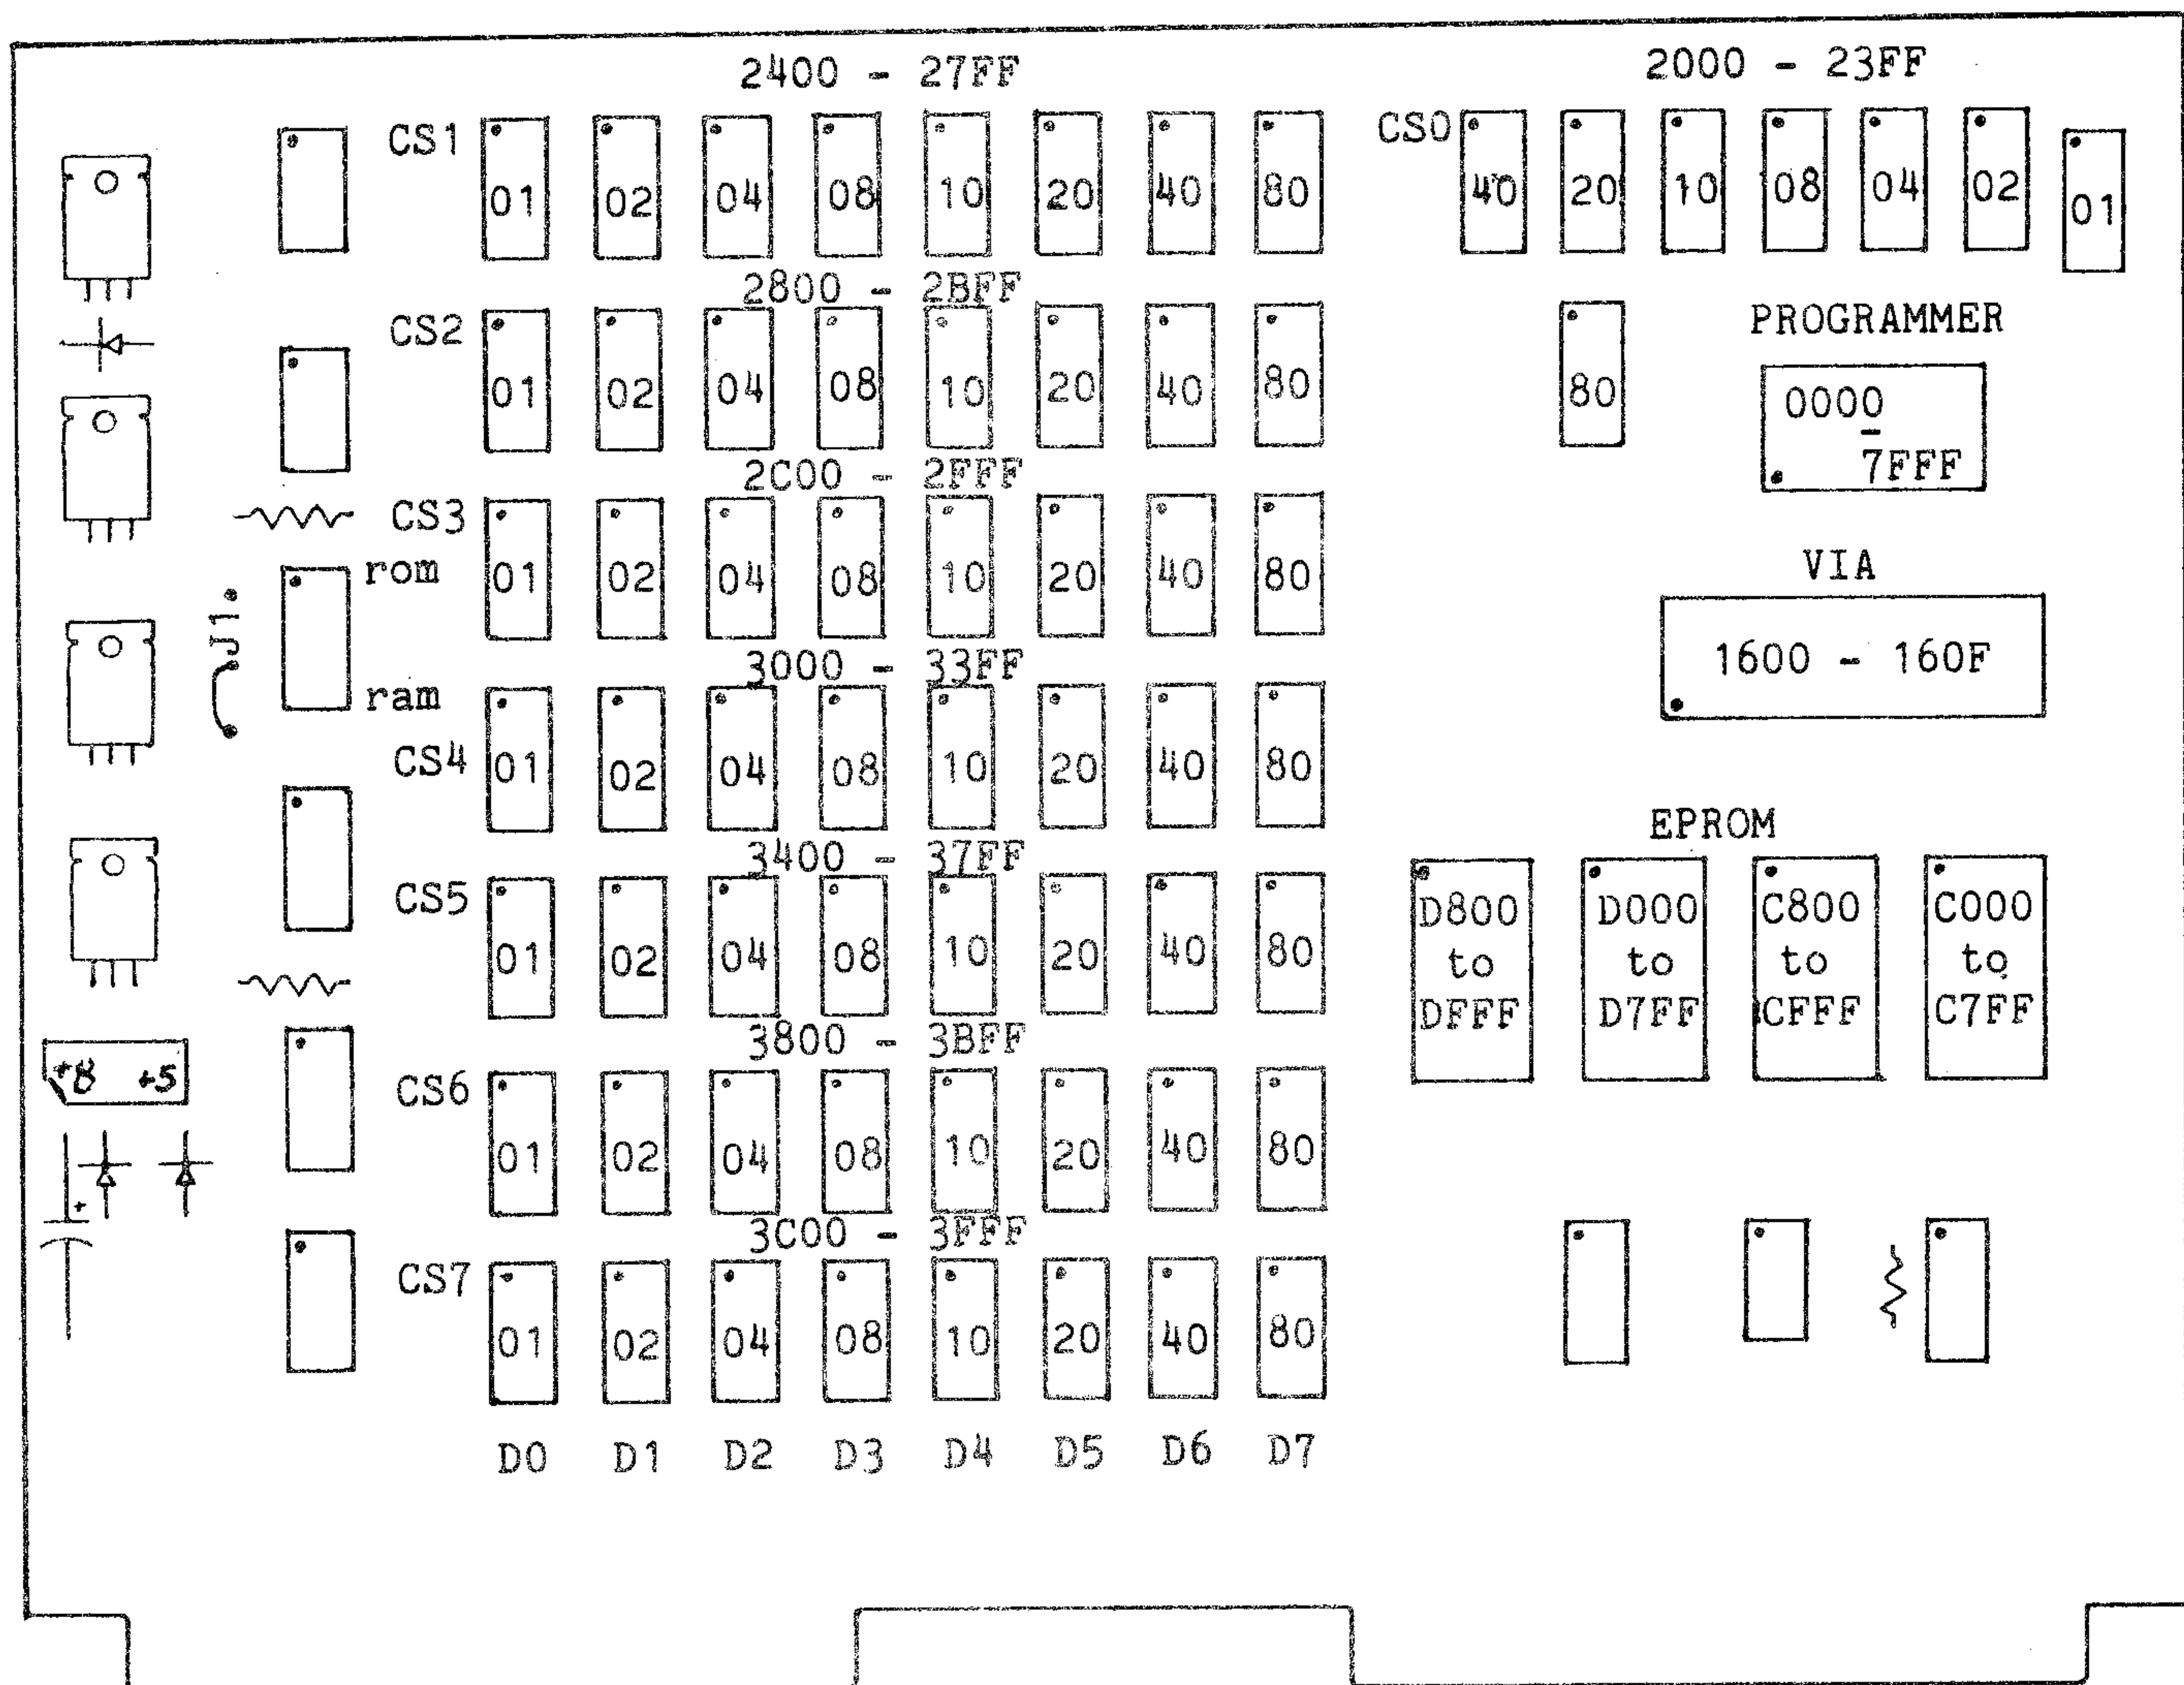 2400 - 27FF
2000 - 23FF
CS1 01 02 04 08 10 20 40 80
CS0 40 20 10 08 04 02 01
2800 - 2BFF
CS2 01 02 04 08 10 20 40 80
80
PROGRAMMER
0000
-
7FFF
2C00 - 2FFF
CS3 01 02 04 08 10 20 40 80
rom
J1
ram
VIA
1600 - 160F
3000 - 33FF
CS4 01 02 04 08 10 20 40 80
3400 - 37FF
CS5 01 02 04 08 10 20 40 80
EPROM
D800
to
DFFF
D000
to
D7FF
C800
to
CFFF
C000
to
C7FF
3800 - 3BFF
+8 +5
CS6 01 02 04 08 10 20 40 80
+
3C00 - 3FFF
CS7 01 02 04 08 10 20 40 80
D0 D1 D2 D3 D4 D5 D6 D7